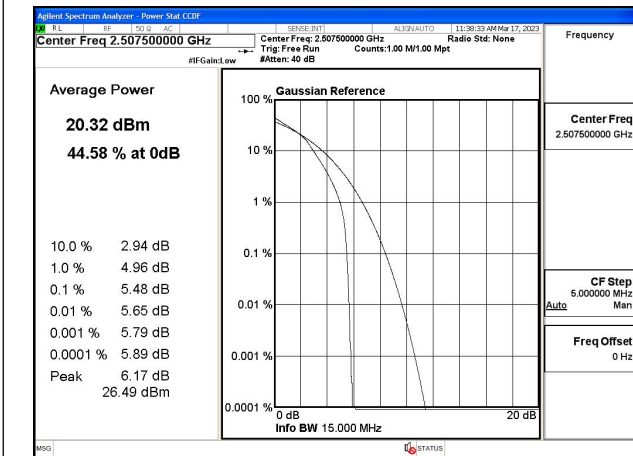 Agilent Spectrum Analyzer - Power Stat CCDF
RL RF 50 Ω AC SENSE:INT ALIGNAUTO 11:38:33 AM Mar 17, 2023
Center Freq 2.507500000 GHz
Center Freq: 2.507500000 GHz Radio Std: None
Trig: Free Run Counts:1.00 M/1.00 Mpt
#IFGain:Low #Atten: 40 dB
Frequency
Average Power
20.32 dBm
44.58 % at 0dB
10.0 % 2.94 dB
1.0 % 4.96 dB
0.1 % 5.48 dB
0.01 % 5.65 dB
0.001 % 5.79 dB
0.0001 % 5.89 dB
Peak 6.17 dB
26.49 dBm
Gaussian Reference
100 %
10 %
1 %
0.1 %
0.01 %
0.001 %
0.0001 %
0 dB 20 dB
Info BW 15.000 MHz
Center Freq
2.507500000 GHz
CF Step
5.000000 MHz
Auto Man
Freq Offset
0 Hz
MSG STATUS